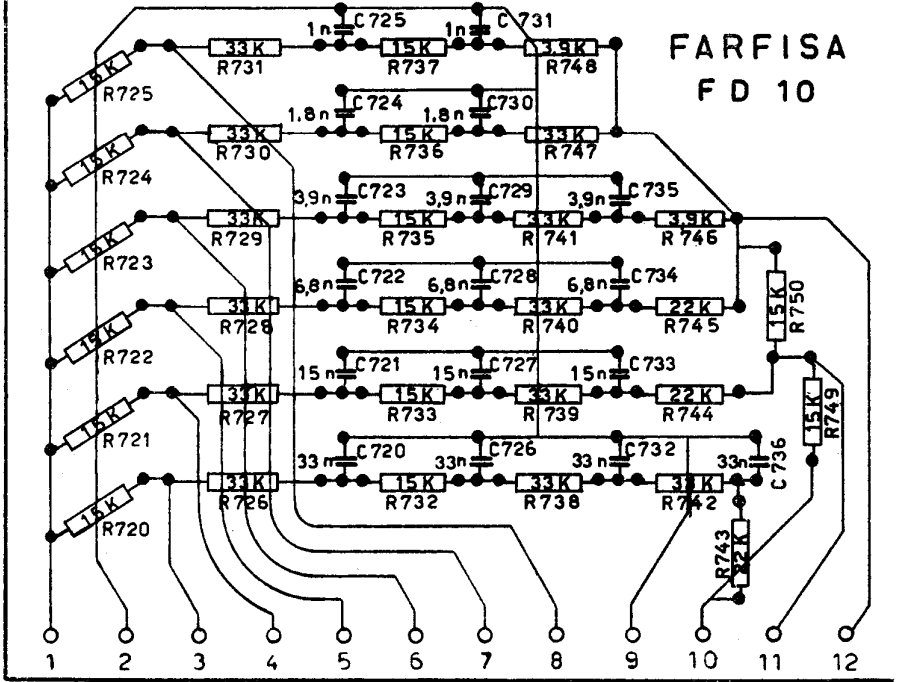 C725
C731
1n
1n
33K
15K
3.9K
R731
R737
R748
FARFISA
FD 10
15K
R725
C724
C730
1,8n
1,8n
33K
15K
33K
R730
R736
R747
15K
R724
C723
C729
C735
3,9n
3,9n
3,9n
33K
15K
33K
3,9K
R729
R735
R741
R746
15K
R723
C722
C728
C734
6,8n
6,8n
6,8n
33K
15K
33K
22K
R728
R734
R740
R745
15K
R750
15K
R722
C721
C727
C733
15n
15n
15n
33K
15K
33K
22K
R727
R733
R739
R744
15K
R749
15K
R721
C720
C726
C732
C736
33n
33n
33n
33n
33K
15K
33K
R726
R732
R738
R742
15K
R720
R743
22K
1 2 3 4 5 6 7 8 9 10 11 12